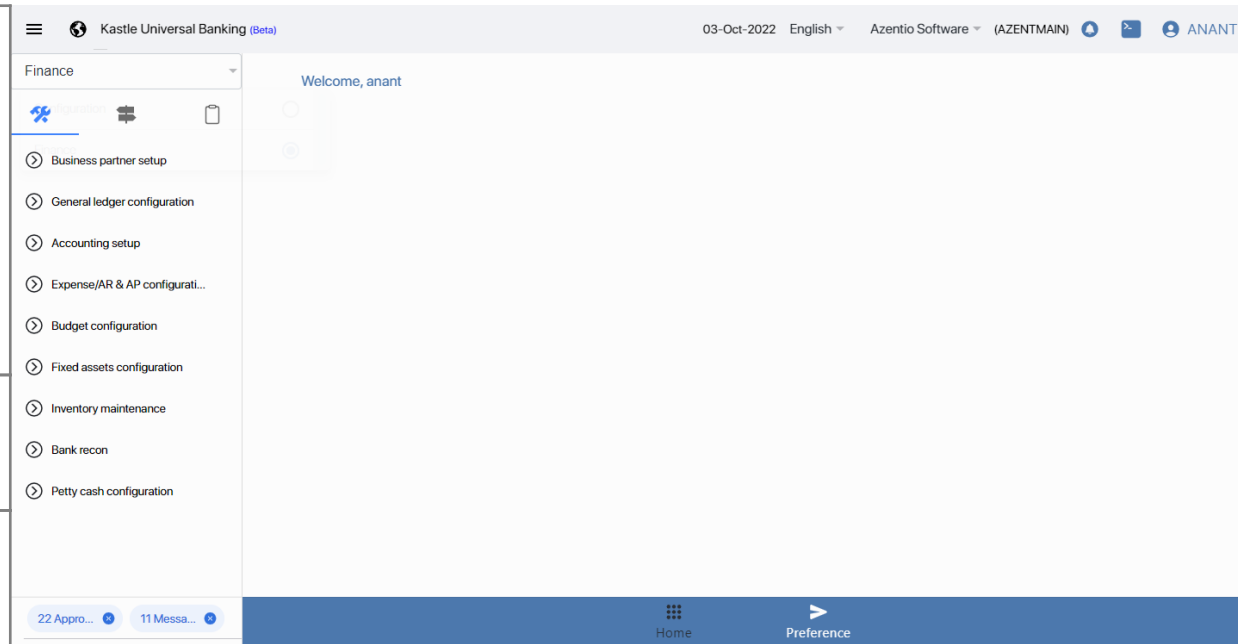 Kastle Universal Banking (Beta) 03-Oct-2022 English Azentio Software (AZENTMAIN) ANANT
Finance
Welcome, anant
Business partner setup
General ledger configuration
Accounting setup
Expense/AR & AP configurati...
Budget configuration
Fixed assets configuration
Inventory maintenance
Bank recon
Petty cash configuration
22 Appro... 11 Messa...
Home Preference